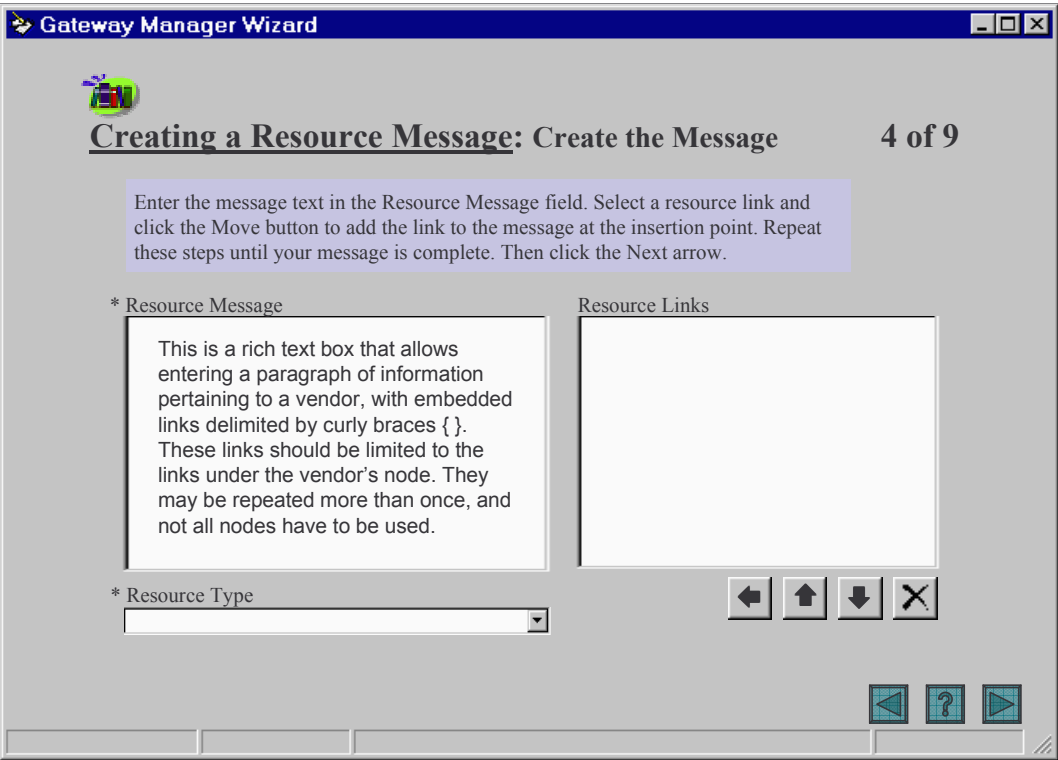 Gateway Manager Wizard
Creating a Resource Message: Create the Message 4 of 9
Enter the message text in the Resource Message field. Select a resource link and
click the Move button to add the link to the message at the insertion point. Repeat
these steps until your message is complete. Then click the Next arrow.
* Resource Message
This is a rich text box that allows
entering a paragraph of information
pertaining to a vendor, with embedded
links delimited by curly braces { }.
These links should be limited to the
links under the vendor’s node. They
may be repeated more than once, and
not all nodes have to be used.
Resource Links
* Resource Type
?